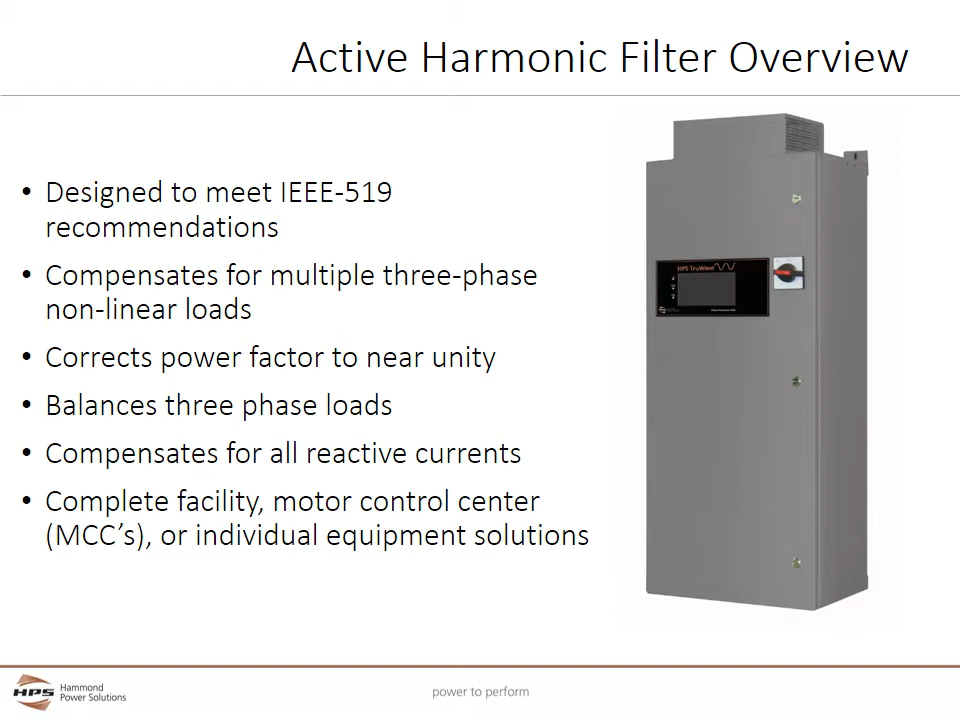 Active Harmonic Filter Overview
• Designed to meet IEEE-519
recommendations
• Compensates for multiple three-phase
non-linear loads
• Corrects power factor to near unity
• Balances three phase loads
• Compensates for all reactive currents
• Complete facility, motor control center
(MCC’s), or individual equipment solutions
HPS TruWave
HPS
Hammond
Power Solutions
power to perform